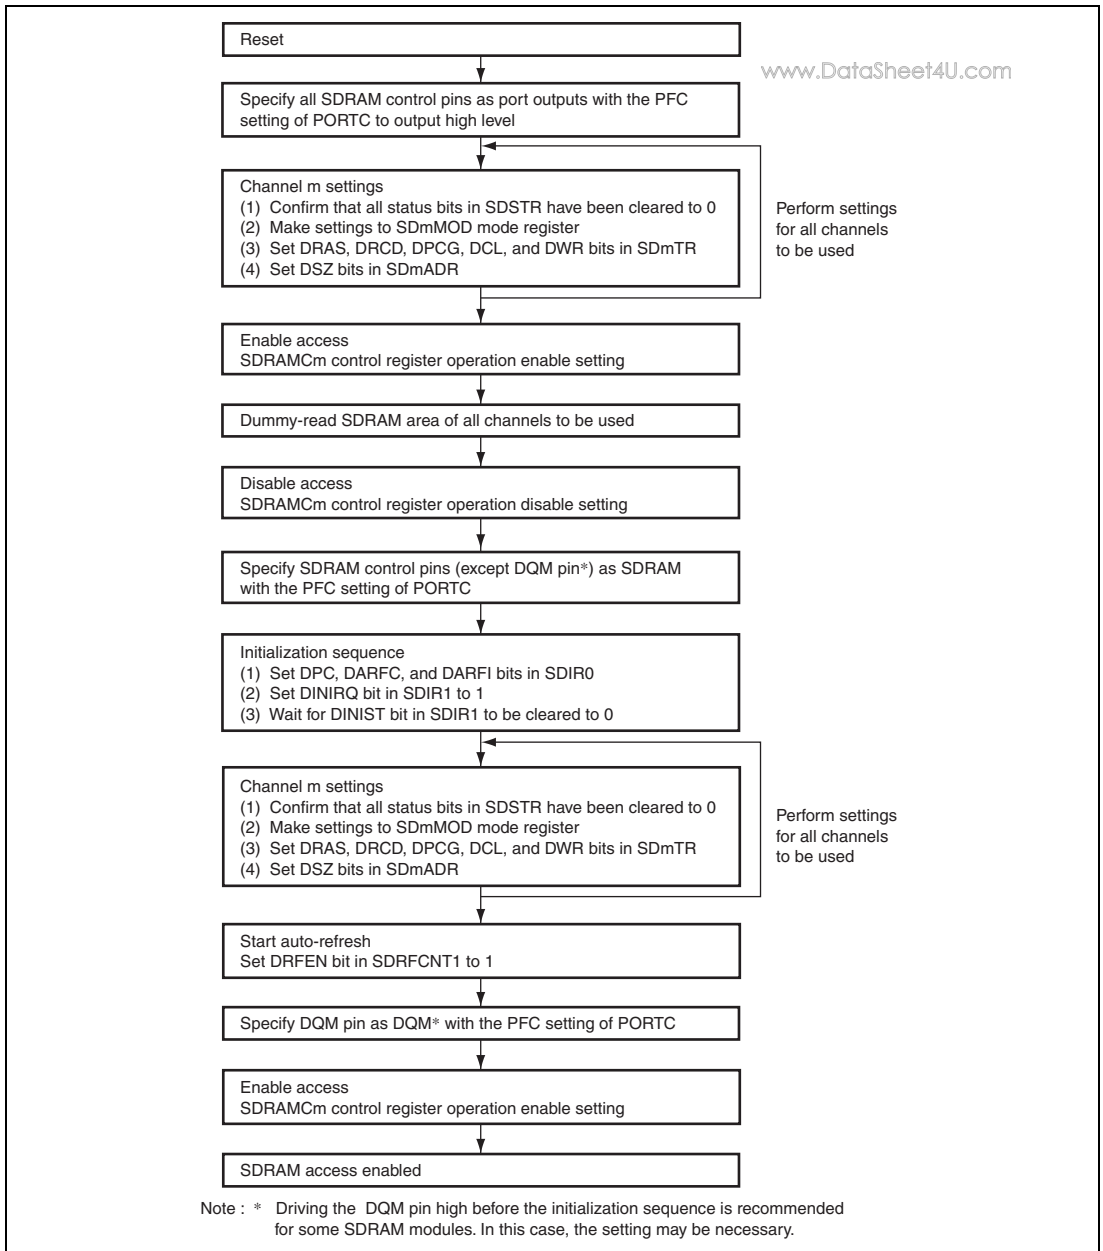 Reset
www.DataSheet4U.com
Specify all SDRAM control pins as port outputs with the PFC
setting of PORTC to output high level
Channel m settings
(1) Confirm that all status bits in SDSTR have been cleared to 0
(2) Make settings to SDmMOD mode register
(3) Set DRAS, DRCD, DPCG, DCL, and DWR bits in SDmTR
(4) Set DSZ bits in SDmADR
Perform settings
for all channels
to be used
Enable access
SDRAMCm control register operation enable setting
Dummy-read SDRAM area of all channels to be used
Disable access
SDRAMCm control register operation disable setting
Specify SDRAM control pins (except DQM pin*) as SDRAM
with the PFC setting of PORTC
Initialization sequence
(1) Set DPC, DARFC, and DARFI bits in SDIR0
(2) Set DINIRQ bit in SDIR1 to 1
(3) Wait for DINIST bit in SDIR1 to be cleared to 0
Channel m settings
(1) Confirm that all status bits in SDSTR have been cleared to 0
(2) Make settings to SDmMOD mode register
(3) Set DRAS, DRCD, DPCG, DCL, and DWR bits in SDmTR
(4) Set DSZ bits in SDmADR
Perform settings
for all channels
to be used
Start auto-refresh
Set DRFEN bit in SDRFCNT1 to 1
Specify DQM pin as DQM* with the PFC setting of PORTC
Enable access
SDRAMCm control register operation enable setting
SDRAM access enabled
Note : * Driving the DQM pin high before the initialization sequence is recommended
for some SDRAM modules. In this case, the setting may be necessary.